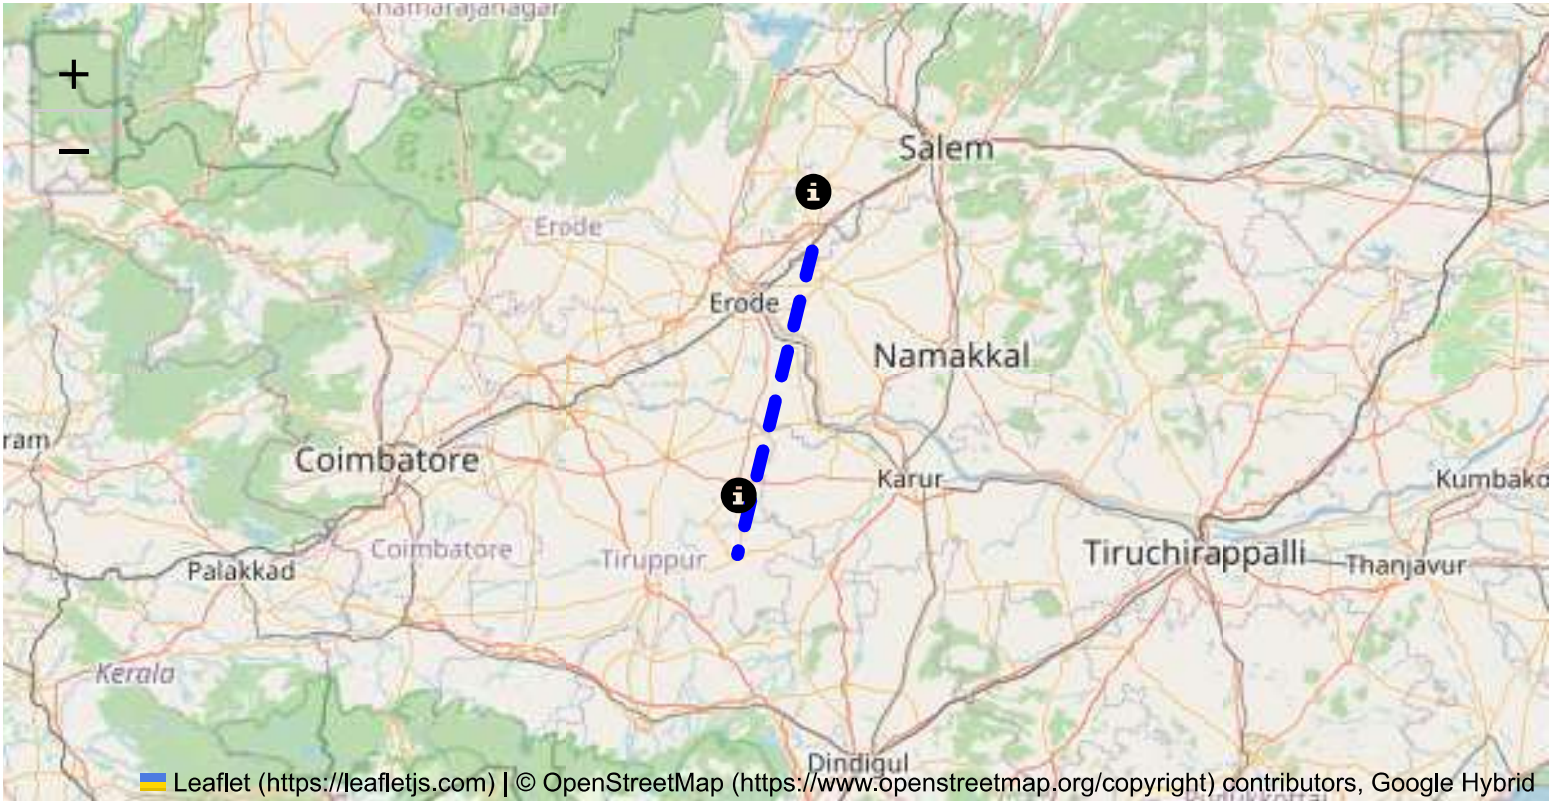 Chamarajanagar
+
−
Salem
i
Erode
Erode
Namakkal
ram
Coimbatore
Karur
Kumbako
i
Coimbatore
Tiruppur
Tiruchirappalli
Palakkad
Thanjavur
Kerala
Dindigul
Leaflet (https://leafletjs.com) | © OpenStreetMap (https://www.openstreetmap.org/copyright) contributors, Google Hybrid